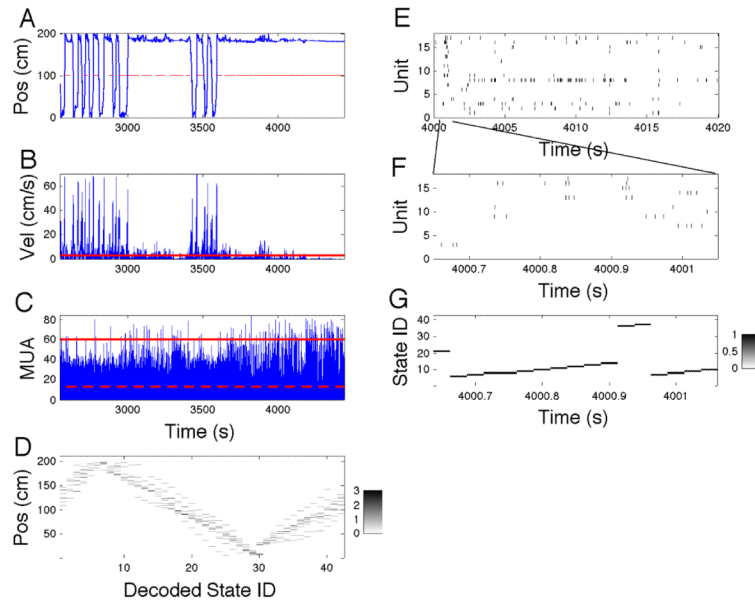 A
Pos (cm)
200
100
0
3000 3500 4000
B
Vel (cm/s)
60
40
20
0
3000 3500 4000
C
MUA
80
60
40
20
0
3000 3500 4000
Time (s)
D
Pos (cm)
200
150
100
50
10 20 30 40
Decoded State ID
3
2
1
0
E
Unit
15
10
5
0
4000 4005 4010 4015 4020
Time (s)
F
Unit
15
10
5
0
4000.7 4000.8 4000.9 4001
Time (s)
G
State ID
40
30
20
10
4000.7 4000.8 4000.9 4001
Time (s)
1
0.5
0